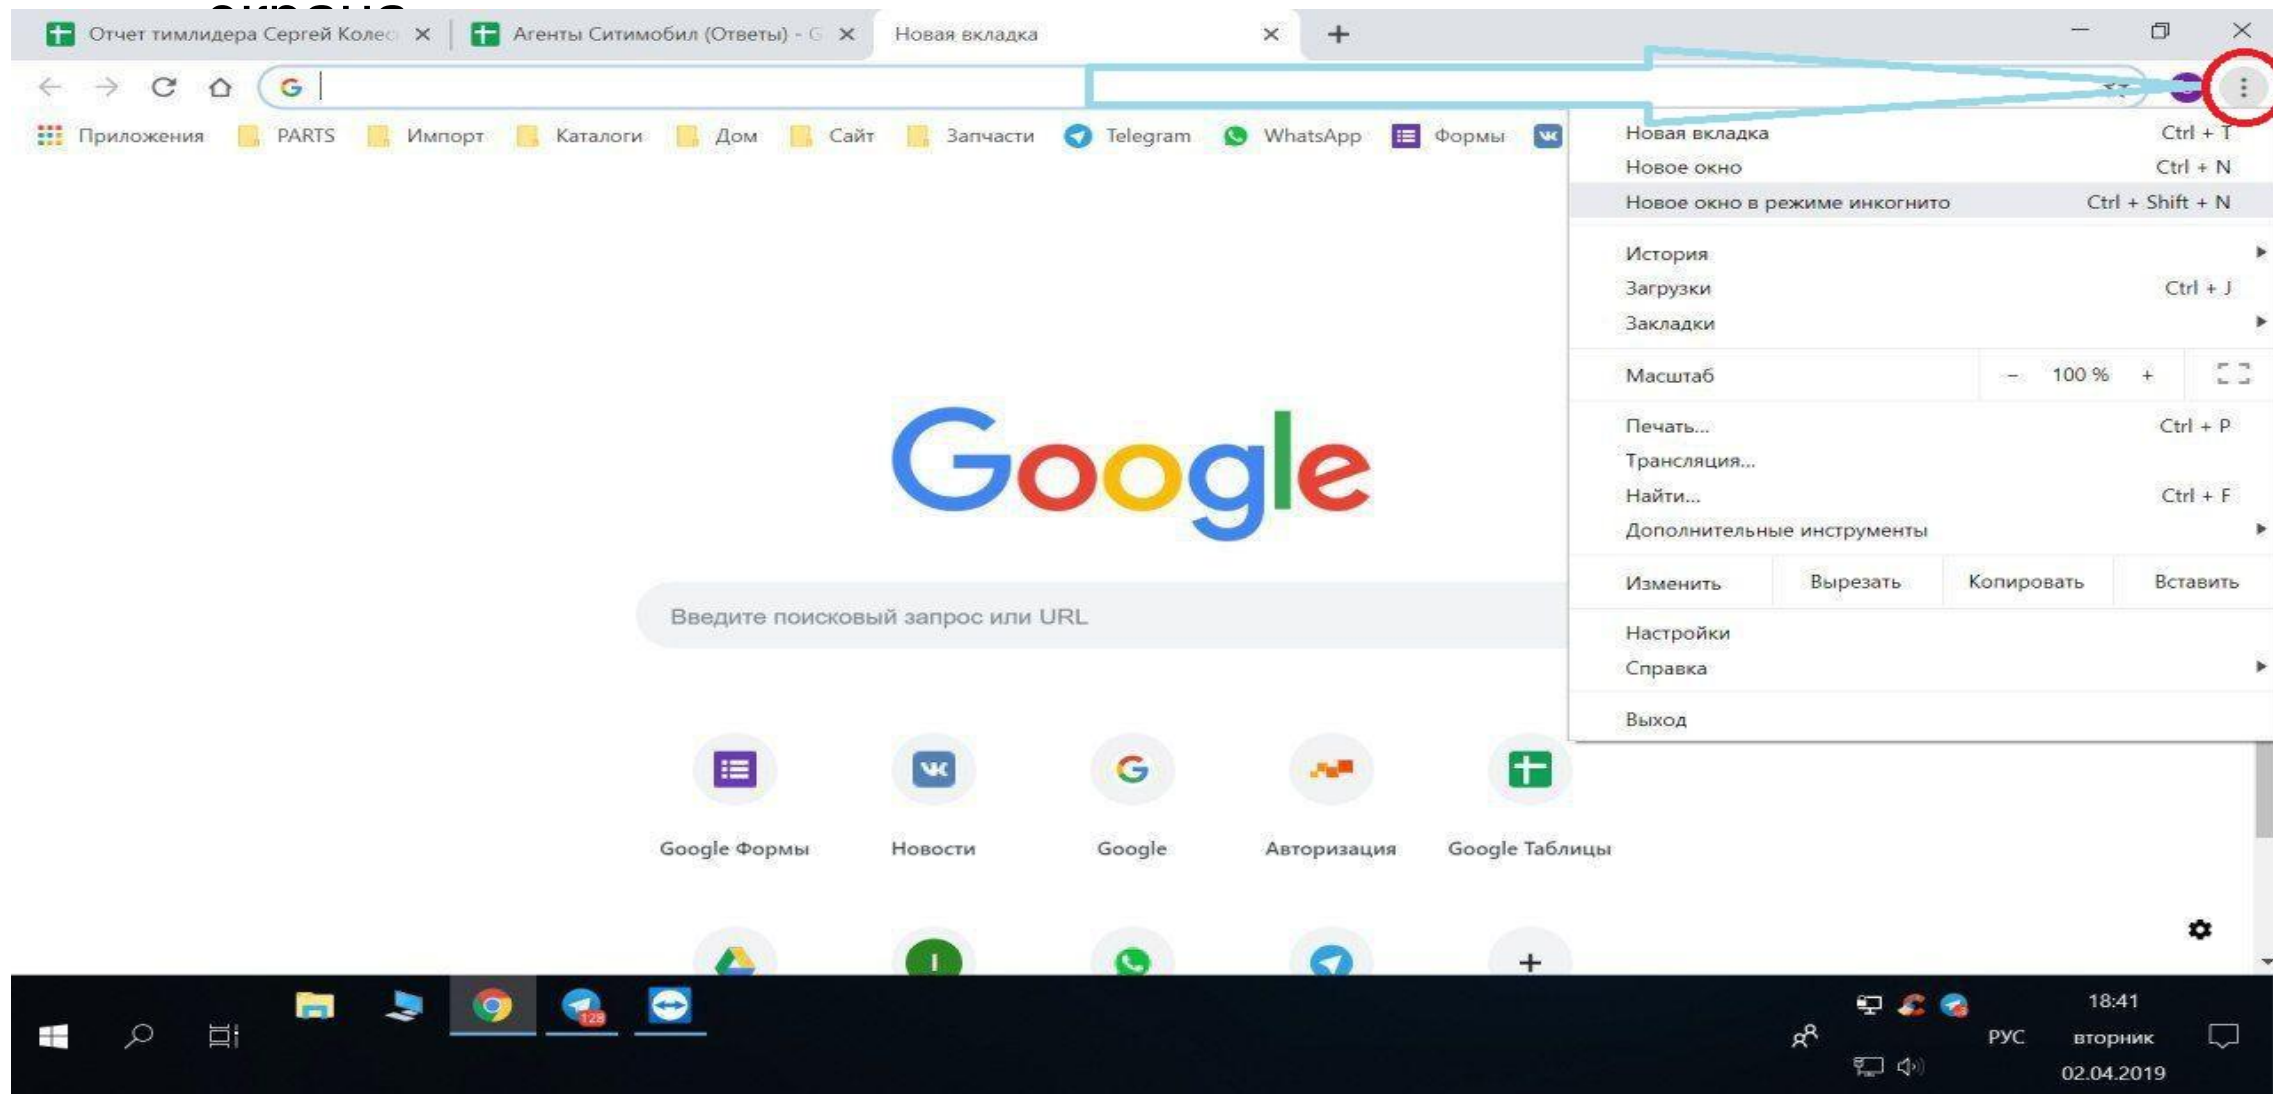 экрана
Отчет тимлидера Сергей Колес
Агенты Ситимобил (Ответы) - G
Новая вкладка
Приложения PARTS Импорт Каталоги Дом Сайт Запчасти Telegram WhatsApp Формы
Новая вкладка Ctrl + T
Новое окно Ctrl + N
Новое окно в режиме инкогнито Ctrl + Shift + N
История
Загрузки Ctrl + J
Закладки
Масштаб - 100 % +
Печать... Ctrl + P
Трансляция...
Найти... Ctrl + F
Дополнительные инструменты
Изменить Вырезать Копировать Вставить
Настройки
Справка
Выход
Google
Введите поисковый запрос или URL
Google Формы Новости Google Авторизация Google Таблицы
I
128
РУС
18:41
вторник
02.04.2019